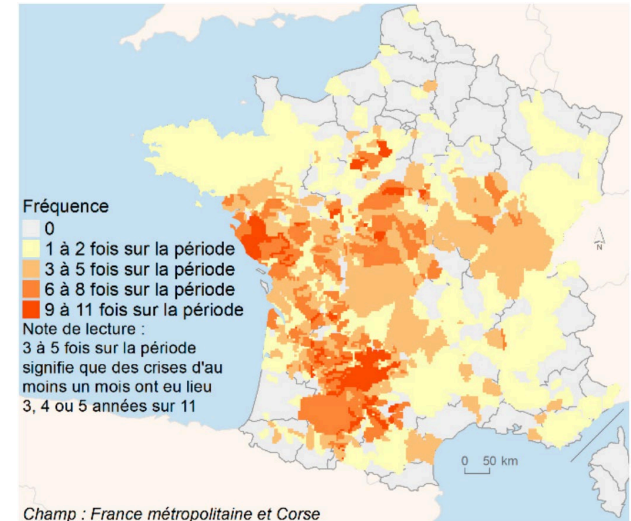 Fréquence
0
1 à 2 fois sur la période
3 à 5 fois sur la période
6 à 8 fois sur la période
9 à 11 fois sur la période
Note de lecture :
3 à 5 fois sur la période
signifie que des crises d'au
moins un mois ont eu lieu
3, 4 ou 5 années sur 11
N
0 50 km
Champ : France métropolitaine et Corse